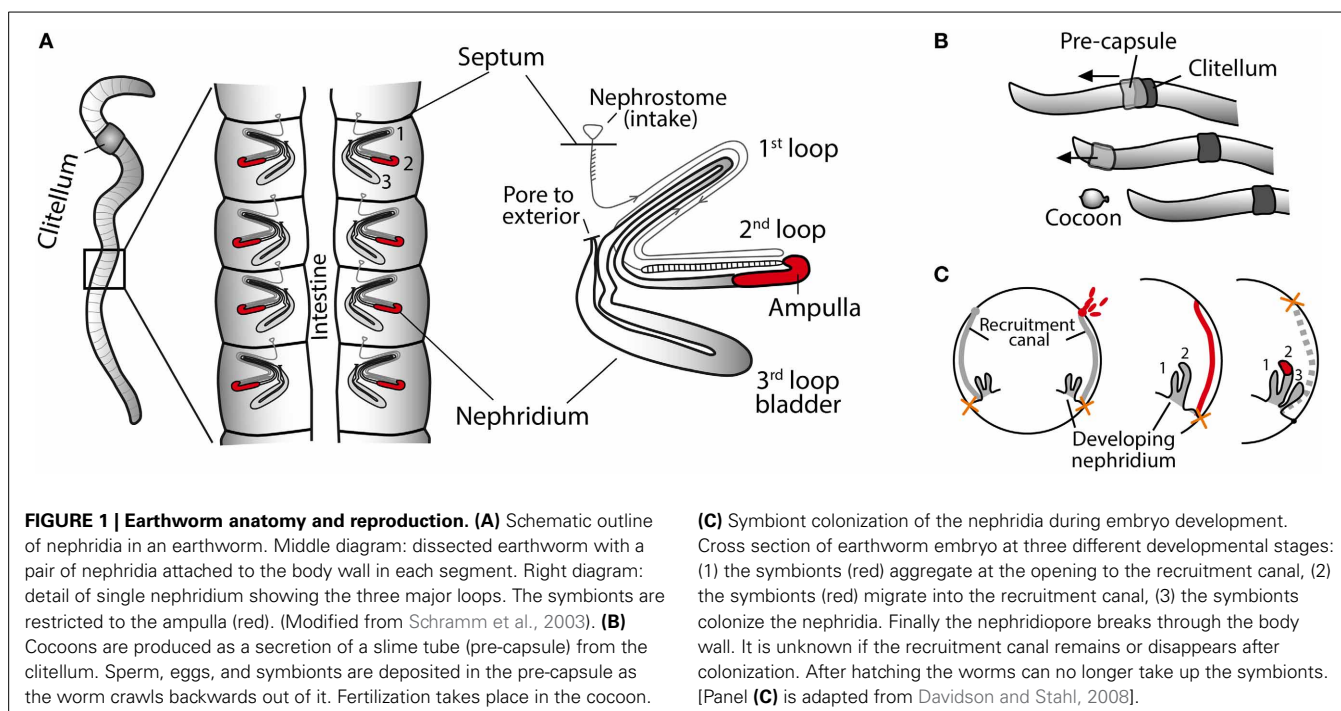 A
Septum
Clitellum
Nephrostome
(intake)
1
2
3
1st loop
Pore to
exterior
2nd loop
Intestine
Ampulla
3rd loop
bladder
Nephridium
B
Pre-capsule
Clitellum
Cocoon
C
Recruitment
canal
1
2
1
2
3
Developing
nephridium
FIGURE 1 | Earthworm anatomy and reproduction. (A) Schematic outline
of nephridia in an earthworm. Middle diagram: dissected earthworm with a
pair of nephridia attached to the body wall in each segment. Right diagram:
detail of single nephridium showing the three major loops. The symbionts are
restricted to the ampulla (red). (Modified from Schramm et al., 2003). (B)
Cocoons are produced as a secretion of a slime tube (pre-capsule) from the
clitellum. Sperm, eggs, and symbionts are deposited in the pre-capsule as
the worm crawls backwards out of it. Fertilization takes place in the cocoon.
(C) Symbiont colonization of the nephridia during embryo development.
Cross section of earthworm embryo at three different developmental stages:
(1) the symbionts (red) aggregate at the opening to the recruitment canal, (2)
the symbionts (red) migrate into the recruitment canal, (3) the symbionts
colonize the nephridia. Finally the nephridiopore breaks through the body
wall. It is unknown if the recruitment canal remains or disappears after
colonization. After hatching the worms can no longer take up the symbionts.
[Panel (C) is adapted from Davidson and Stahl, 2008].